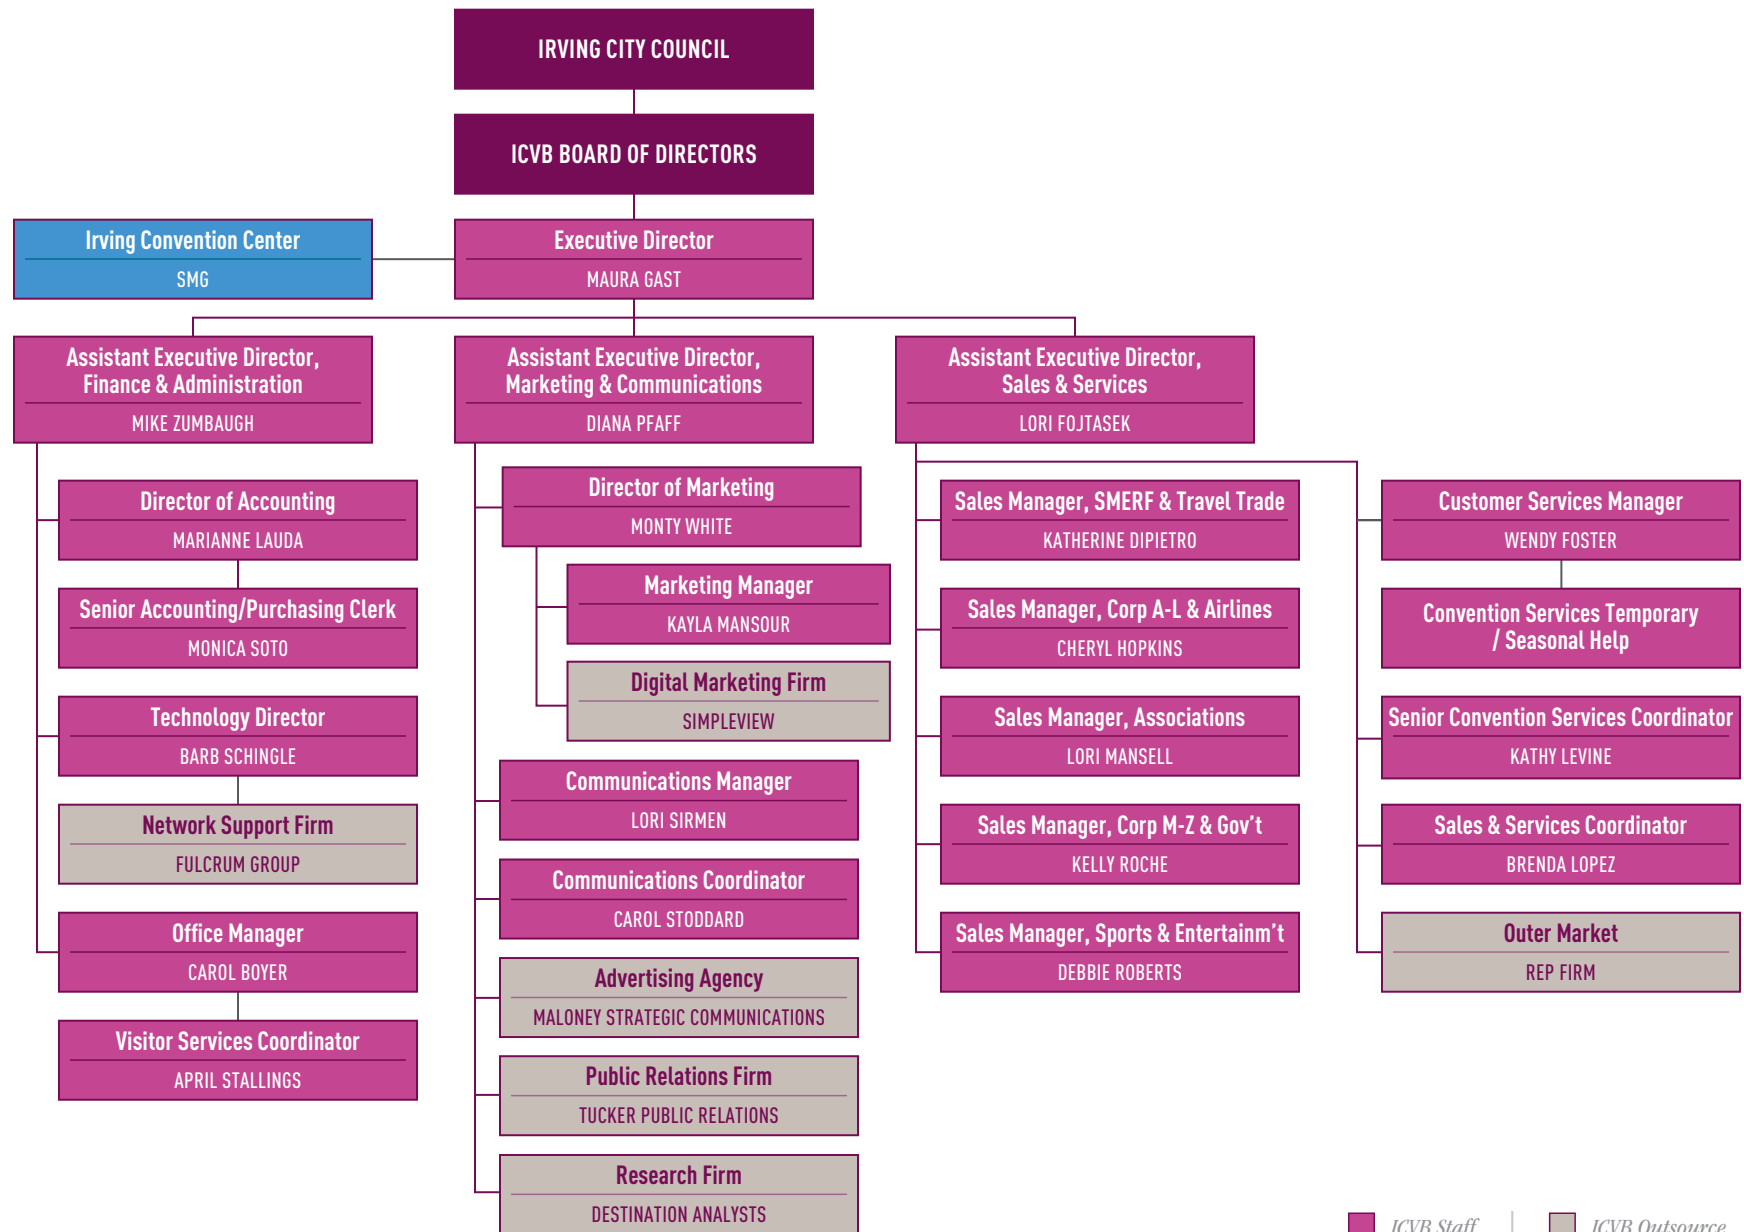 IRVING CITY COUNCIL
ICVB BOARD OF DIRECTORS
Irving Convention Center
SMG
Executive Director
MAURA GAST
Assistant Executive Director,
Finance & Administration
MIKE ZUMBAUGH
Director of Accounting
MARIANNE LAUDA
Senior Accounting/Purchasing Clerk
MONICA SOTO
Technology Director
BARB SCHINGLE
Network Support Firm
FULCRUM GROUP
Office Manager
CAROL BOYER
Visitor Services Coordinator
APRIL STALLINGS
Assistant Executive Director,
Marketing & Communications
DIANA PFAFF
Director of Marketing
MONTY WHITE
Marketing Manager
KAYLA MANSOUR
Digital Marketing Firm
SIMPLEVIEW
Communications Manager
LORI SIRMEN
Communications Coordinator
CAROL STODDARD
Advertising Agency
MALONEY STRATEGIC COMMUNICATIONS
Public Relations Firm
TUCKER PUBLIC RELATIONS
Research Firm
DESTINATION ANALYSTS
Assistant Executive Director,
Sales & Services
LORI FOJTASEK
Sales Manager, SMERF & Travel Trade
KATHERINE DIPIETRO
Sales Manager, Corp A-L & Airlines
CHERYL HOPKINS
Sales Manager, Associations
LORI MANSELL
Sales Manager, Corp M-Z & Gov't
KELLY ROCHE
Sales Manager, Sports & Entertainm't
DEBBIE ROBERTS
Customer Services Manager
WENDY FOSTER
Convention Services Temporary
/ Seasonal Help
Senior Convention Services Coordinator
KATHY LEVINE
Sales & Services Coordinator
BRENDA LOPEZ
Outer Market
REP FIRM
ICVB Staff
ICVB Outsource